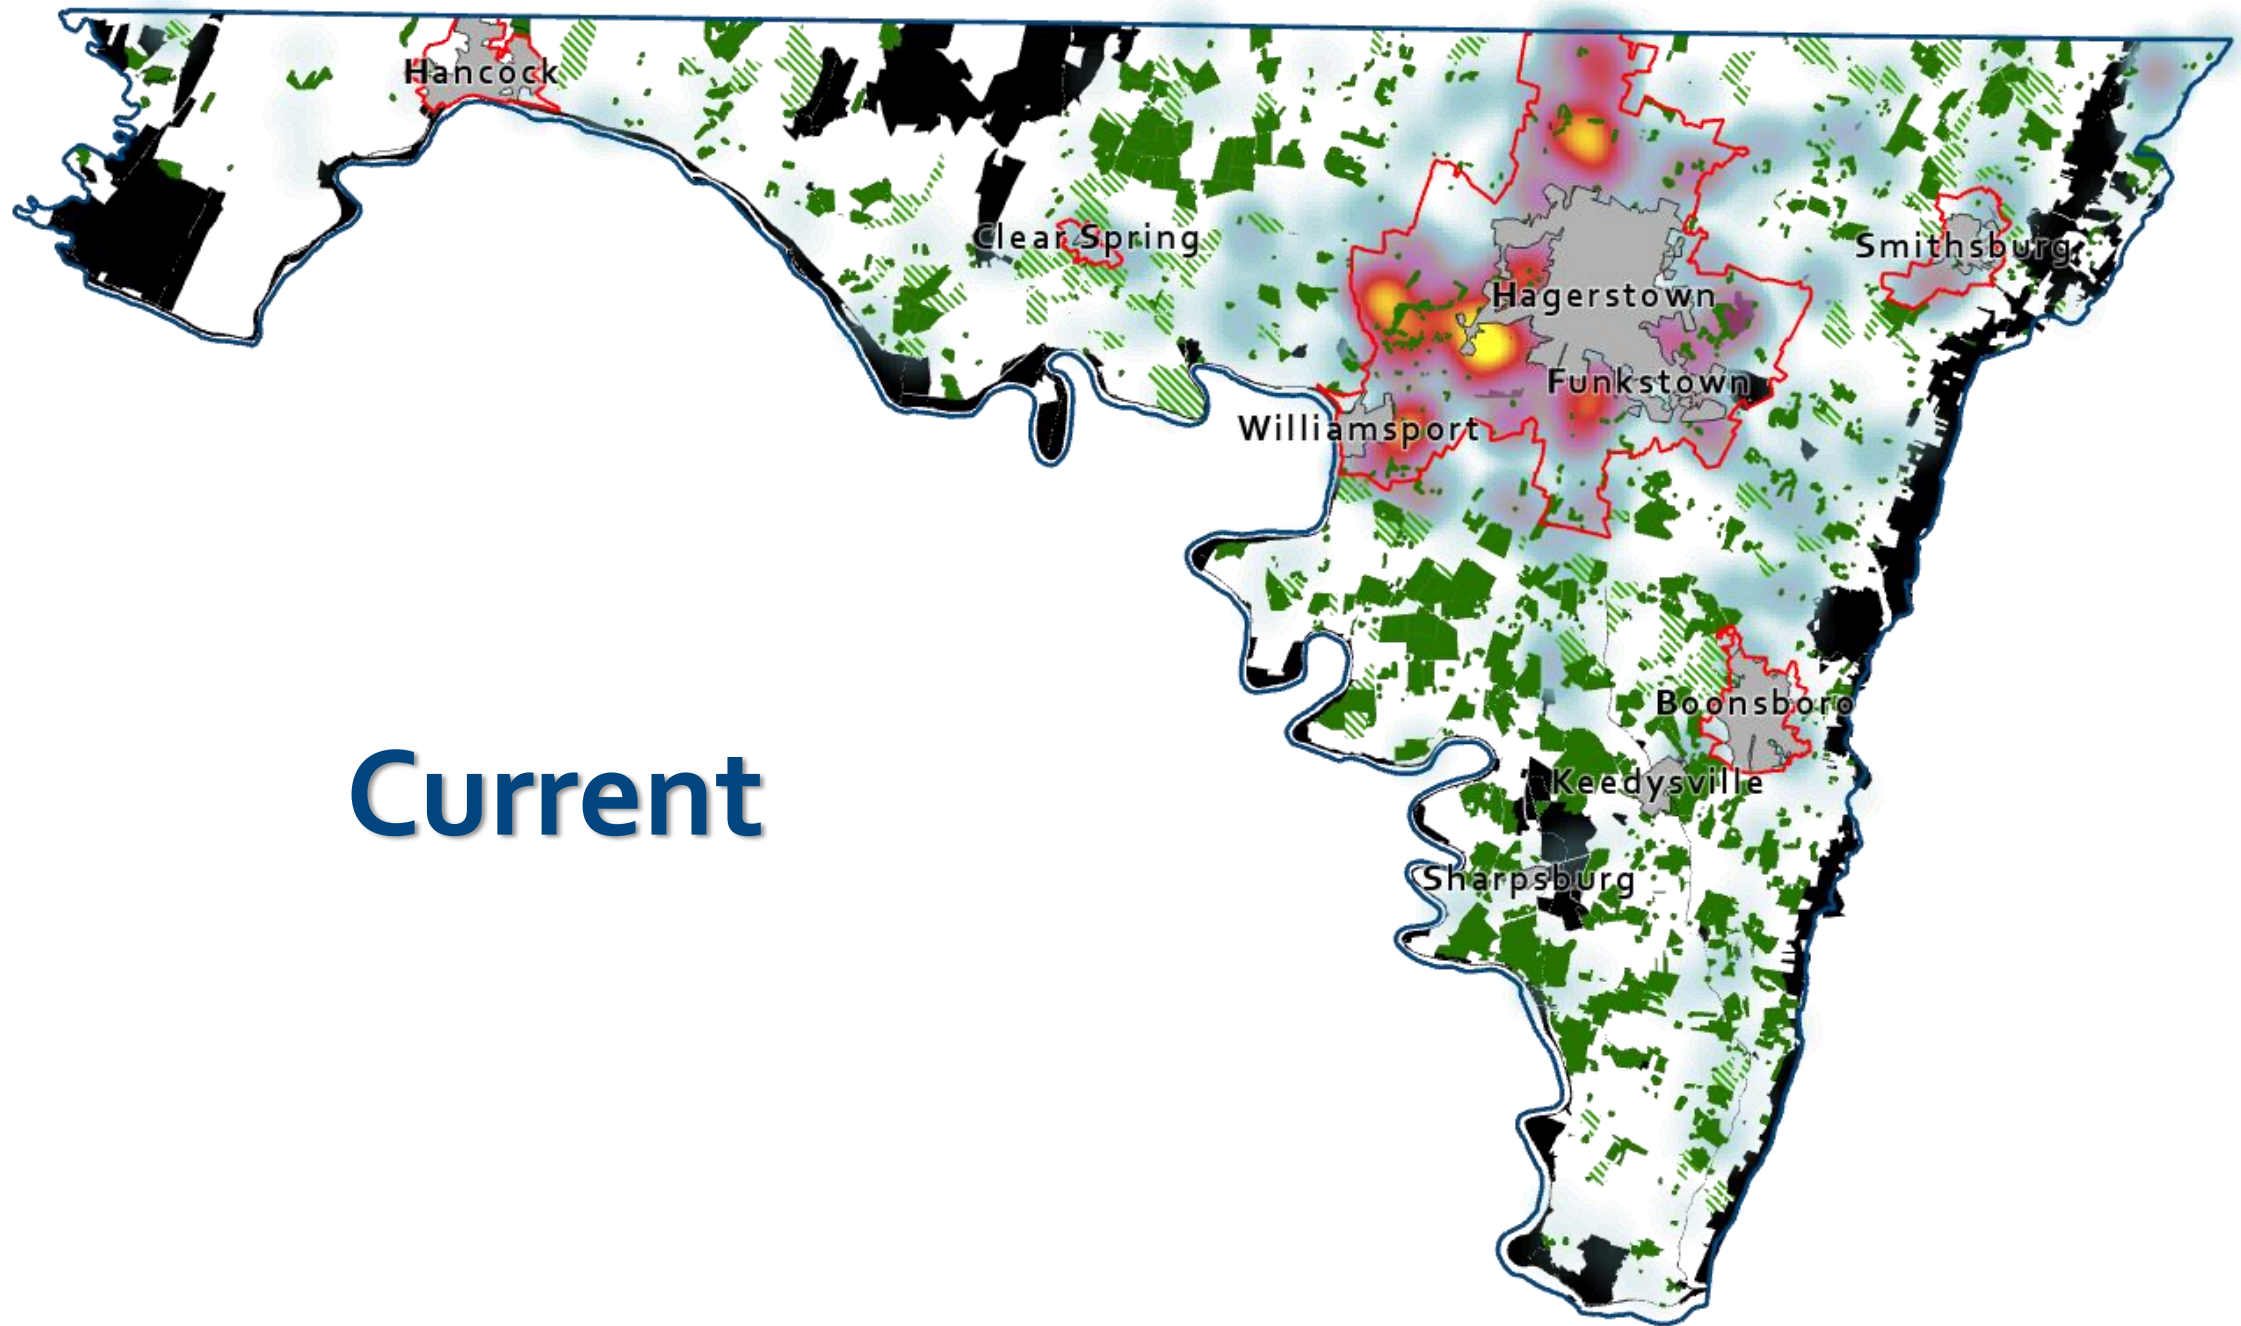 Hancock
Clear Spring
Smithsburg
Hagerstown
Funkstown
Williamsport
Boonsboro
Keedysville
Current
Sharpsburg